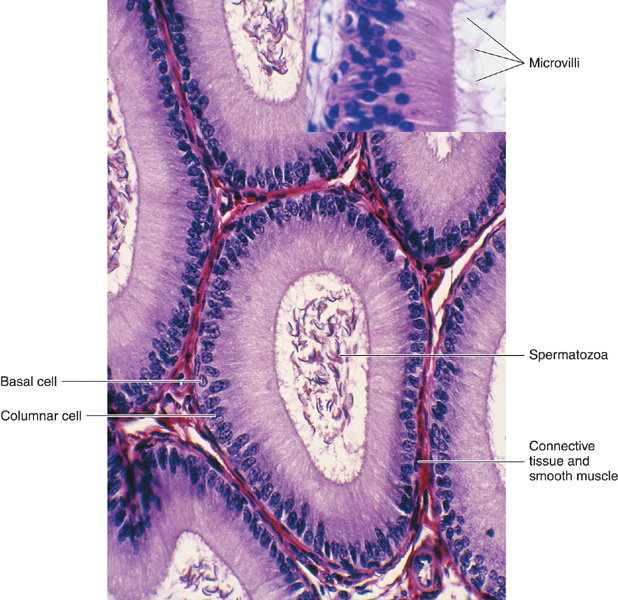 Microvilli
Spermatozoa
Basal cell
Columnar cell
Connective
tissue and
smooth muscle